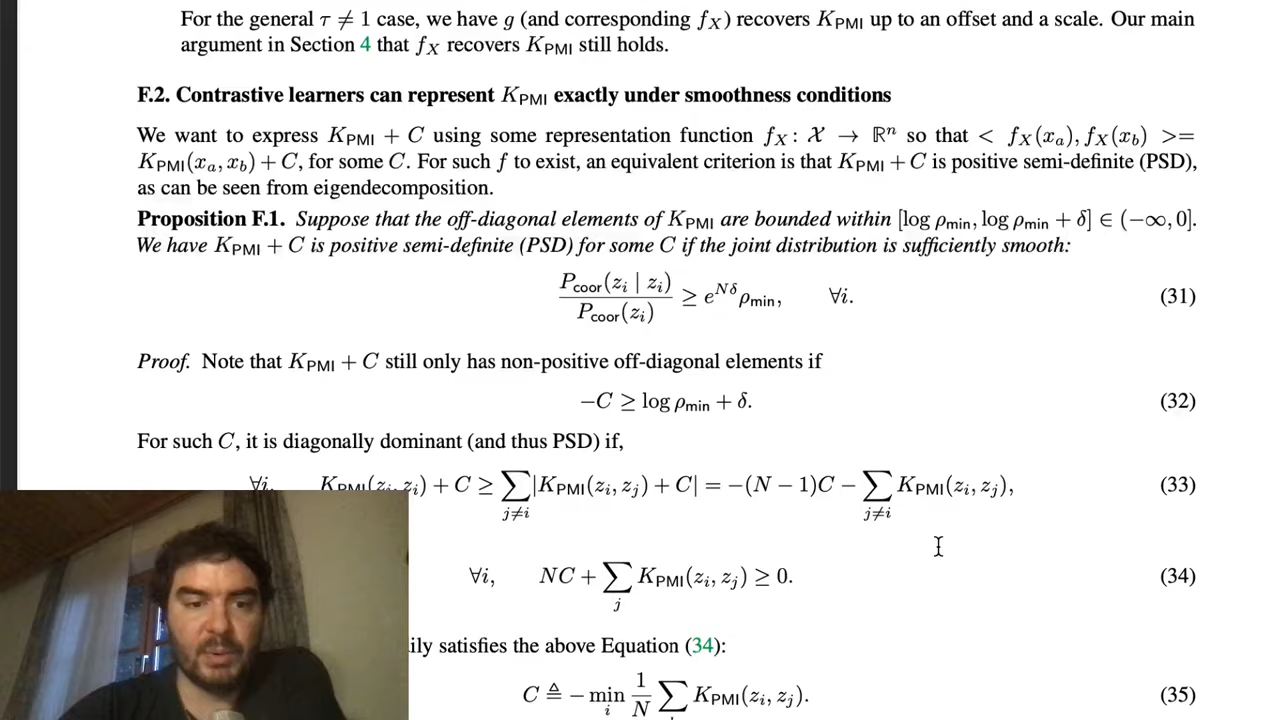 For the general τ ≠ 1 case, we have g (and corresponding f_X) recovers K_PMI up to an offset and a scale. Our main
argument in Section 4 that f_X recovers K_PMI still holds.
F.2. Contrastive learners can represent K_PMI exactly under smoothness conditions
We want to express K_PMI + C using some representation function f_X : 𝒳 → ℝ^n so that < f_X(x_a), f_X(x_b) >=
K_PMI(x_a, x_b) + C, for some C. For such f to exist, an equivalent criterion is that K_PMI + C is positive semi-definite (PSD),
as can be seen from eigendecomposition.
Proposition F.1. Suppose that the off-diagonal elements of K_PMI are bounded within [log ρ_min, log ρ_min + δ] ∈ (−∞, 0].
We have K_PMI + C is positive semi-definite (PSD) for some C if the joint distribution is sufficiently smooth:
P_coor(z_i | z_i) / P_coor(z_i) ≥ e^{Nδ} ρ_min, ∀i. (31)
Proof. Note that K_PMI + C still only has non-positive off-diagonal elements if
−C ≥ log ρ_min + δ. (32)
For such C, it is diagonally dominant (and thus PSD) if,
∀i, K_PMI(z_i, z_i) + C ≥ ∑_{j≠i} |K_PMI(z_i, z_j) + C| = −(N − 1)C − ∑_{j≠i} K_PMI(z_i, z_j), (33)
∀i, NC + ∑_j K_PMI(z_i, z_j) ≥ 0. (34)
satisfies the above Equation (34):
C ≜ − min_i 1/N ∑ K_PMI(z_i, z_j). (35)